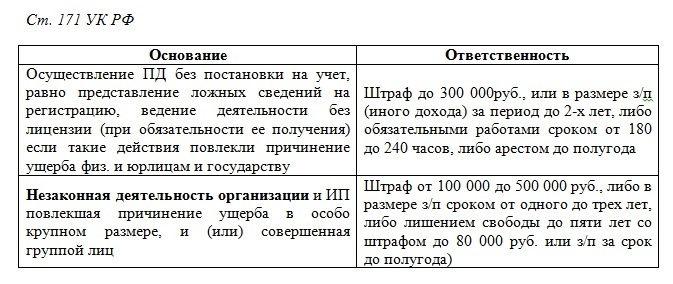 Ст. 171 УК РФ
Основание
Ответственность
Осуществление ПД без постановки на учет,
равно представление ложных сведений на
регистрацию, ведение деятельности без
лицензии (при обязательности ее получения)
если такие действия повлекли причинение
ущерба физ. и юрлицам и государству
Штраф до 300 000руб., или в размере з/п
(иного дохода) за период до 2-х лет, либо
обязательными работами сроком от 180
до 240 часов, либо арестом до полугода
Незаконная деятельность организации и ИП
повлекшая причинение ущерба в особо
крупном размере, и (или) совершенная
группой лиц
Штраф от 100 000 до 500 000 руб., либо в
размере з/п сроком от одного до трех лет,
либо лишением свободы до пяти лет со
штрафом до 80 000 руб. или з/п за срок
до полугода)